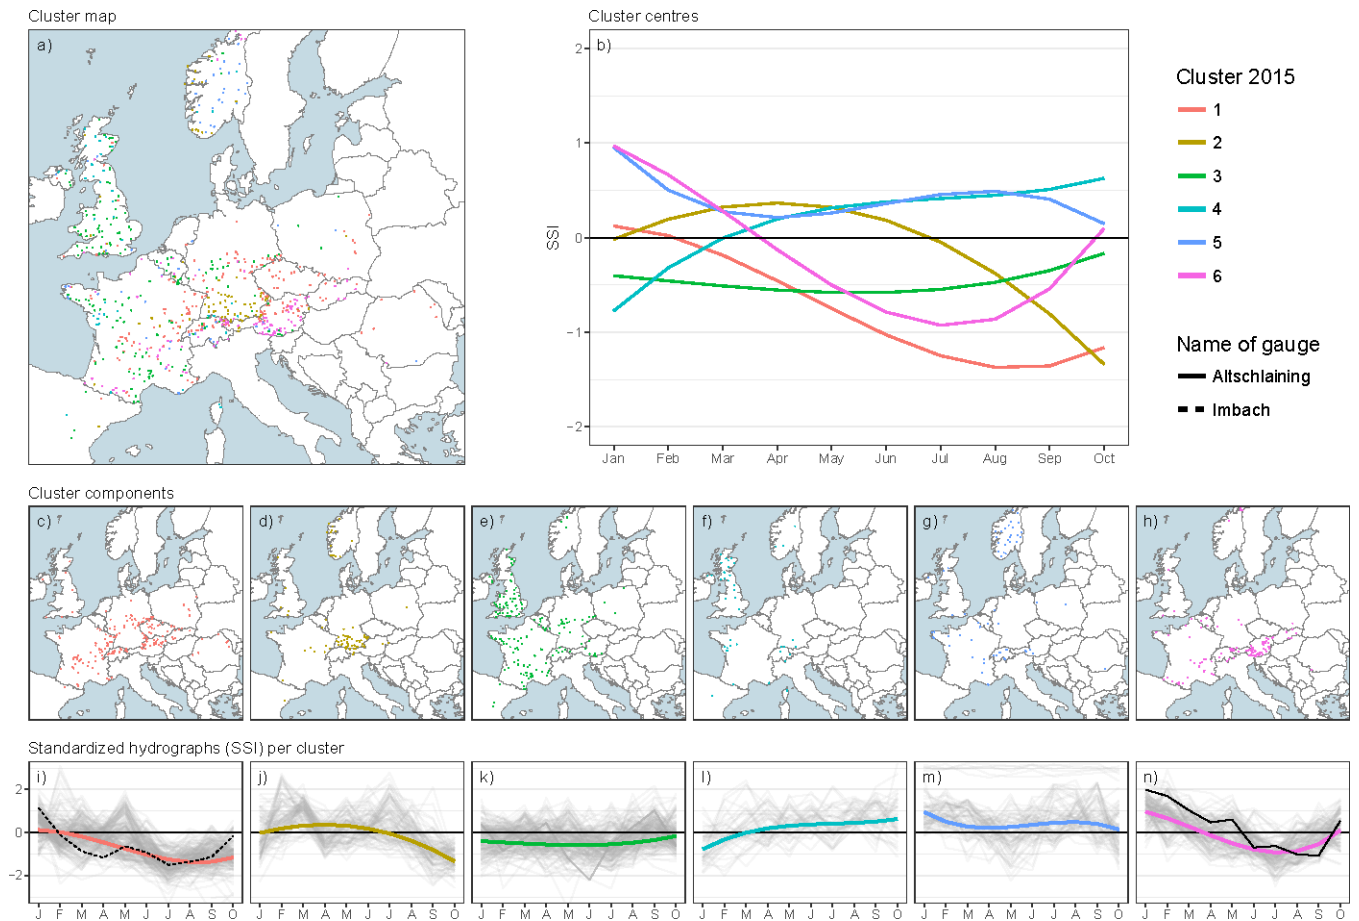 Cluster map
Cluster centres
a)
b)
2
1
0
−1
−2
SSI
Jan Feb Mar Apr May Jun Jul Aug Sep Oct
Cluster 2015
1
2
3
4
5
6
Name of gauge
Altschlaining
Imbach
Cluster components
c) d) e) f) g) h)
Standardized hydrographs (SSI) per cluster
i) j) k) l) m) n)
2
0
−2
J F M A M J J A S O J F M A M J J A S O J F M A M J J A S O J F M A M J J A S O J F M A M J J A S O J F M A M J J A S O